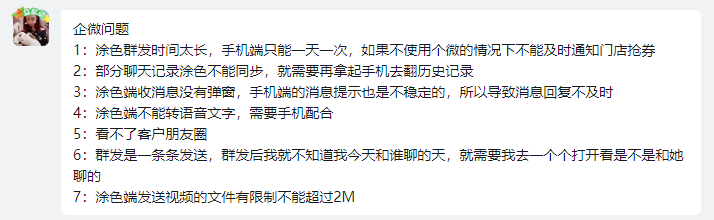 企微问题
1：涂色群发时间太长，手机端只能一天一次，如果不使用个微的情况下不能及时通知门店抢券
2：部分聊天记录涂色不能同步，就需要再拿起手机去翻历史记录
3：涂色端收消息没有弹窗，手机端的消息提示也是不稳定的，所以导致消息回复不及时
4：涂色端不能转语音文字，需要手机配合
5：看不了客户朋友圈
6：群发是一条条发送，群发后我就不知道我今天和谁聊的天，就需要我去一个个打开看是不是和她
聊的
7：涂色端发送视频的文件有限制不能超过2M